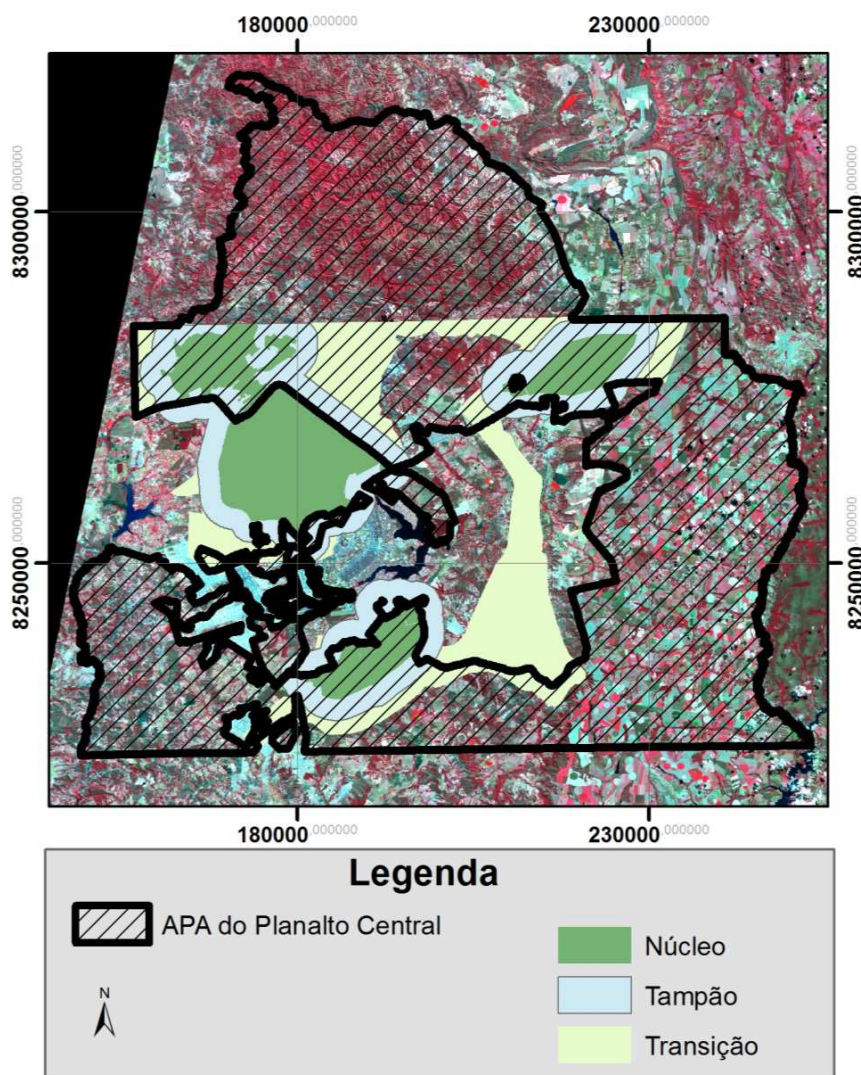 180000,000000 230000,000000
8300000,000000 8300000,000000
8250000,000000 8250000,000000
180000,000000 230000,000000
Legenda
APA do Planalto Central
Núcleo
N
Tampão
Transição